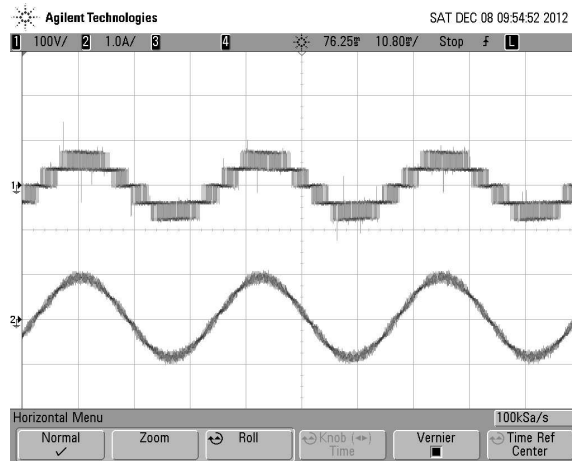 Agilent Technologies SAT DEC 08 09:54:52 2012
1 100V/ 2 1.0A/ 3 4 76.25ms 10.80ms/ Stop L
1
2
Horizontal Menu 100kSa/s
Normal Zoom Roll Knob (◄►) Time Vernier Time Ref Center